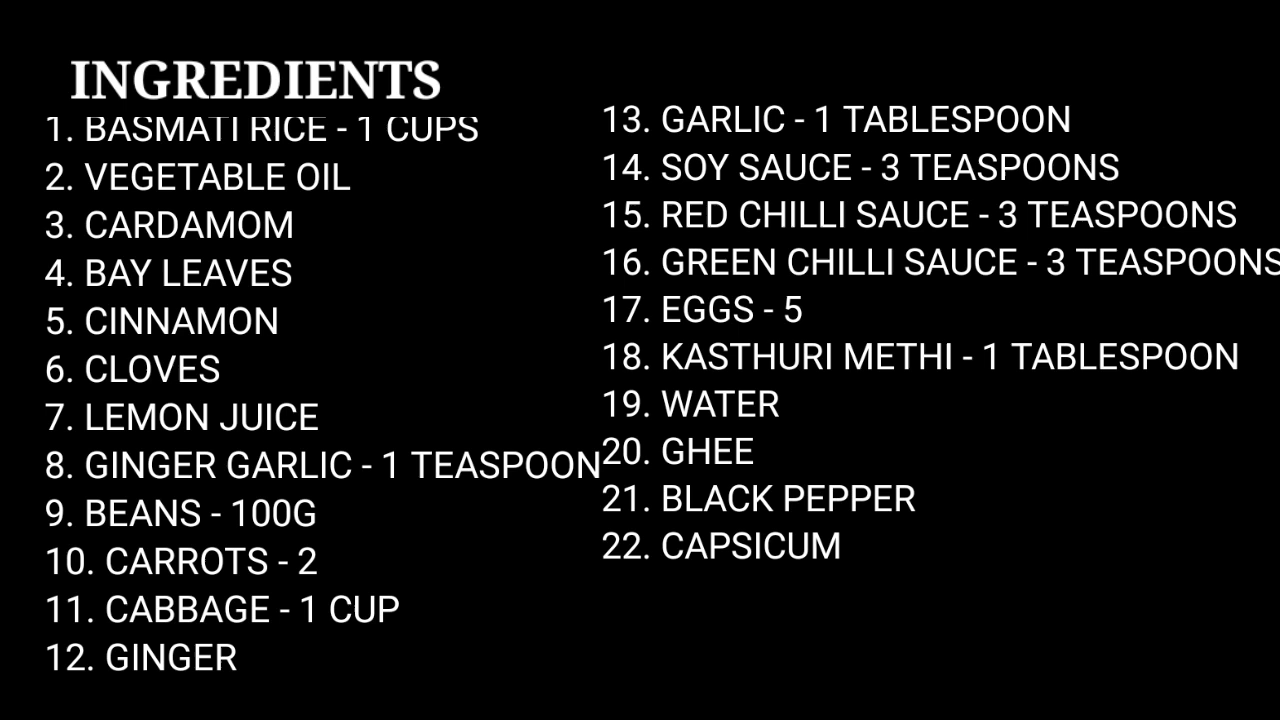 INGREDIENTS
1. BASMATI RICE - 1 CUPS
2. VEGETABLE OIL
3. CARDAMOM
4. BAY LEAVES
5. CINNAMON
6. CLOVES
7. LEMON JUICE
8. GINGER GARLIC - 1 TEASPOON
9. BEANS - 100G
10. CARROTS - 2
11. CABBAGE - 1 CUP
12. GINGER
13. GARLIC - 1 TABLESPOON
14. SOY SAUCE - 3 TEASPOONS
15. RED CHILLI SAUCE - 3 TEASPOONS
16. GREEN CHILLI SAUCE - 3 TEASPOONS
17. EGGS - 5
18. KASTHURI METHI - 1 TABLESPOON
19. WATER
20. GHEE
21. BLACK PEPPER
22. CAPSICUM